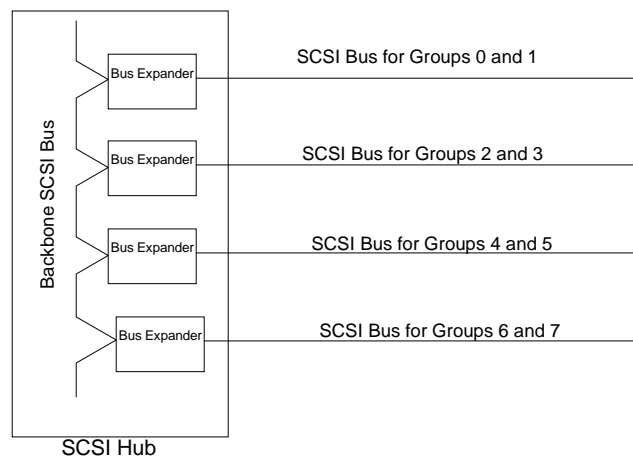 SCSI Bus for Groups 0 and 1
Bus Expander
SCSI Bus for Groups 2 and 3
Bus Expander
Backbone SCSI Bus
SCSI Bus for Groups 4 and 5
Bus Expander
SCSI Bus for Groups 6 and 7
Bus Expander
SCSI Hub